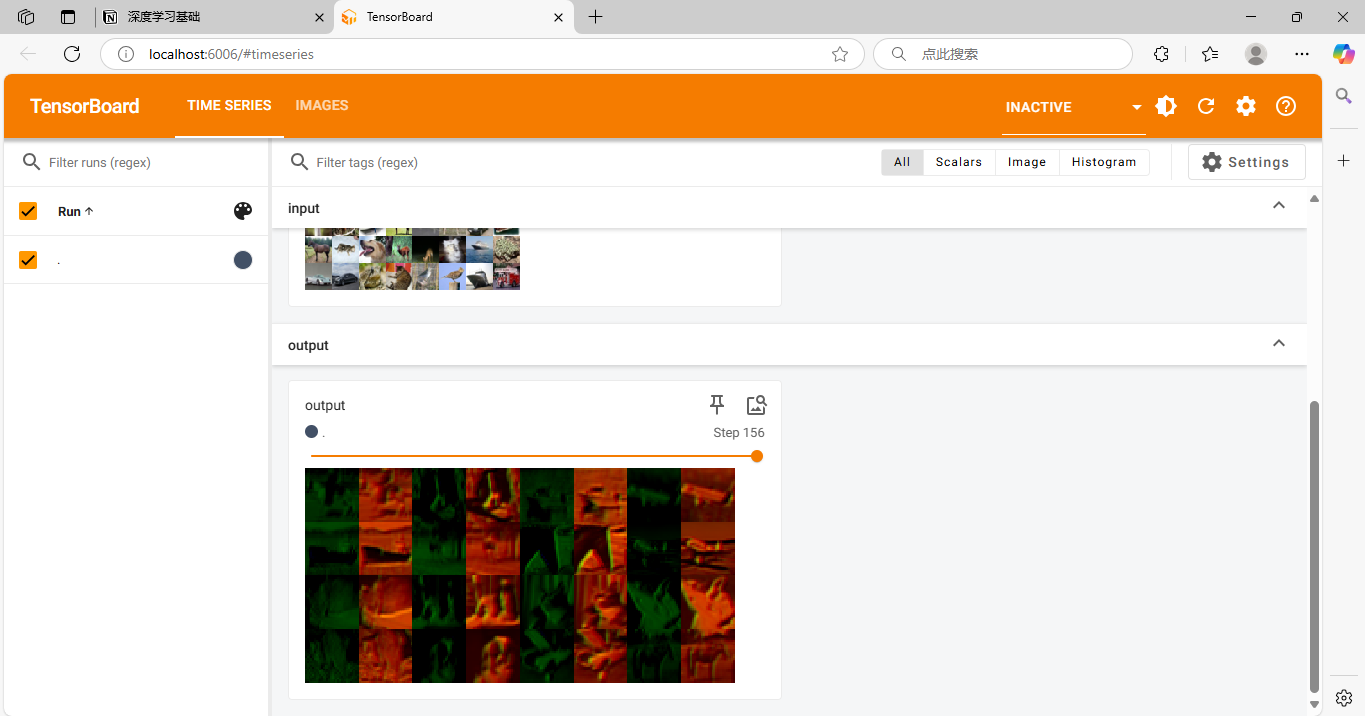 深度学习基础
TensorBoard
localhost:6006/#timeseries
点此搜索
TensorBoard
TIME SERIES
IMAGES
INACTIVE
Filter runs (regex)
Filter tags (regex)
All
Scalars
Image
Histogram
Settings
Run ↑
.
input
output
output
.
Step 156